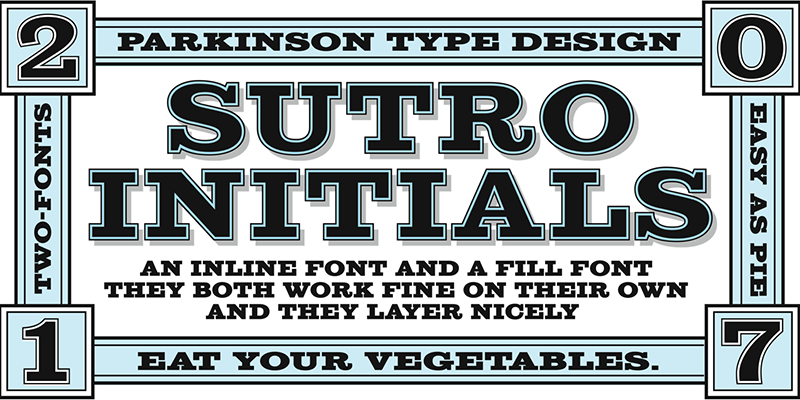 2
PARKINSON TYPE DESIGN
0
TWO-FONTS
SUTRO
INITIALS
EASY AS PIE
AN INLINE FONT AND A FILL FONT
THEY BOTH WORK FINE ON THEIR OWN
AND THEY LAYER NICELY
1
EAT YOUR VEGETABLES.
7